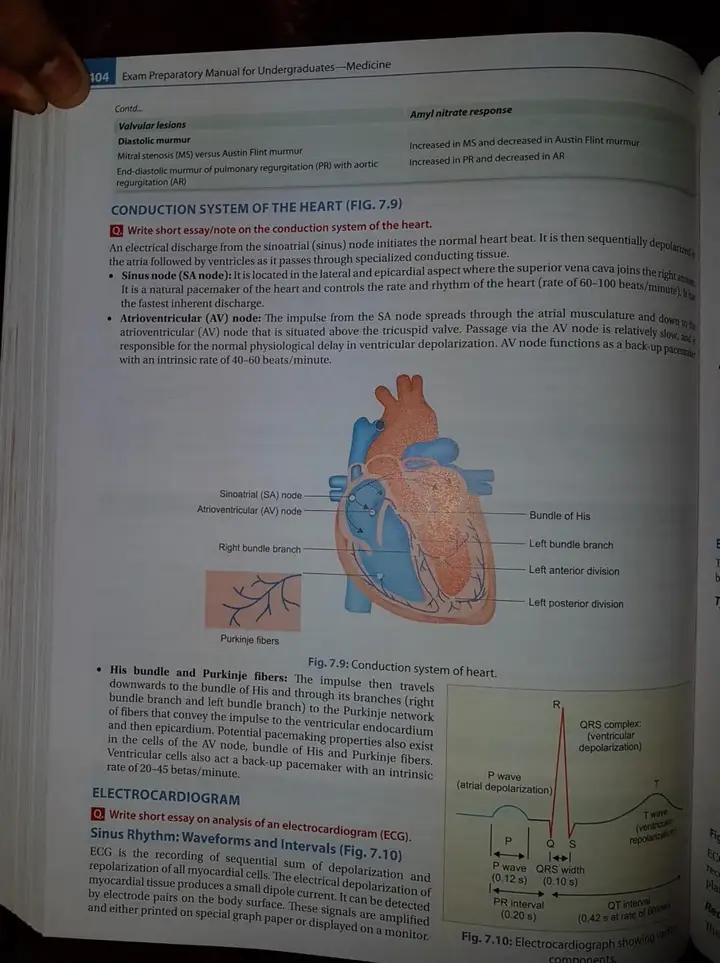 404 Exam Preparatory Manual for Undergraduates—Medicine
Contd...
Valvular lesions
Amyl nitrate response
Diastolic murmur
Mitral stenosis (MS) versus Austin Flint murmur
Increased in MS and decreased in Austin Flint murmur
End-diastolic murmur of pulmonary regurgitation (PR) with aortic
regurgitation (AR)
Increased in PR and decreased in AR
CONDUCTION SYSTEM OF THE HEART (FIG. 7.9)
Q. Write short essay/note on the conduction system of the heart.
An electrical discharge from the sinoatrial (sinus) node initiates the normal heart beat. It is then sequentially
the atria followed by ventricles as it passes through specialized conducting tissue.
• Sinus node (SA node): It is located in the lateral and epicardial aspect where the superior vena cava joins the right
It is a natural pacemaker of the heart and controls the rate and rhythm of the heart (rate of 60–100 beats/minute). It
the fastest inherent discharge.
• Atrioventricular (AV) node: The impulse from the SA node spreads through the atrial musculature and down to
atrioventricular (AV) node that is situated above the tricuspid valve. Passage via the AV node is relatively slow, and
responsible for the normal physiological delay in ventricular depolarization. AV node functions as a back-up
with an intrinsic rate of 40–60 beats/minute.
Sinoatrial (SA) node
Atrioventricular (AV) node
Right bundle branch
Purkinje fibers
Bundle of His
Left bundle branch
Left anterior division
Left posterior division
Fig. 7.9: Conduction system of heart.
• His bundle and Purkinje fibers: The impulse then travels
downwards to the bundle of His and through its branches (right
bundle branch and left bundle branch) to the Purkinje network
of fibers that convey the impulse to the ventricular endocardium
and then epicardium. Potential pacemaking properties also exist
in the cells of the AV node, bundle of His and Purkinje fibers.
Ventricular cells also act a back-up pacemaker with an intrinsic
rate of 20–45 betas/minute.
ELECTROCARDIOGRAM
Q. Write short essay on analysis of an electrocardiogram (ECG).
Sinus Rhythm: Waveforms and Intervals (Fig. 7.10)
ECG is the recording of sequential sum of depolarization and
repolarization of all myocardial cells. The electrical depolarization of
myocardial tissue produces a small dipole current. It can be detected
by electrode pairs on the body surface. These signals are amplified
and either printed on special graph paper or displayed on a monitor.
R
QRS complex:
(ventricular
depolarization)
P wave
(atrial depolarization)
T
T wave
(ventricular
repolarization)
P
Q S
P wave
(0.12 s)
QRS width
(0.10 s)
PR interval
(0.20 s)
QT interval
(0.42 s at rate of
Fig. 7.10: Electrocardiograph showing
components.